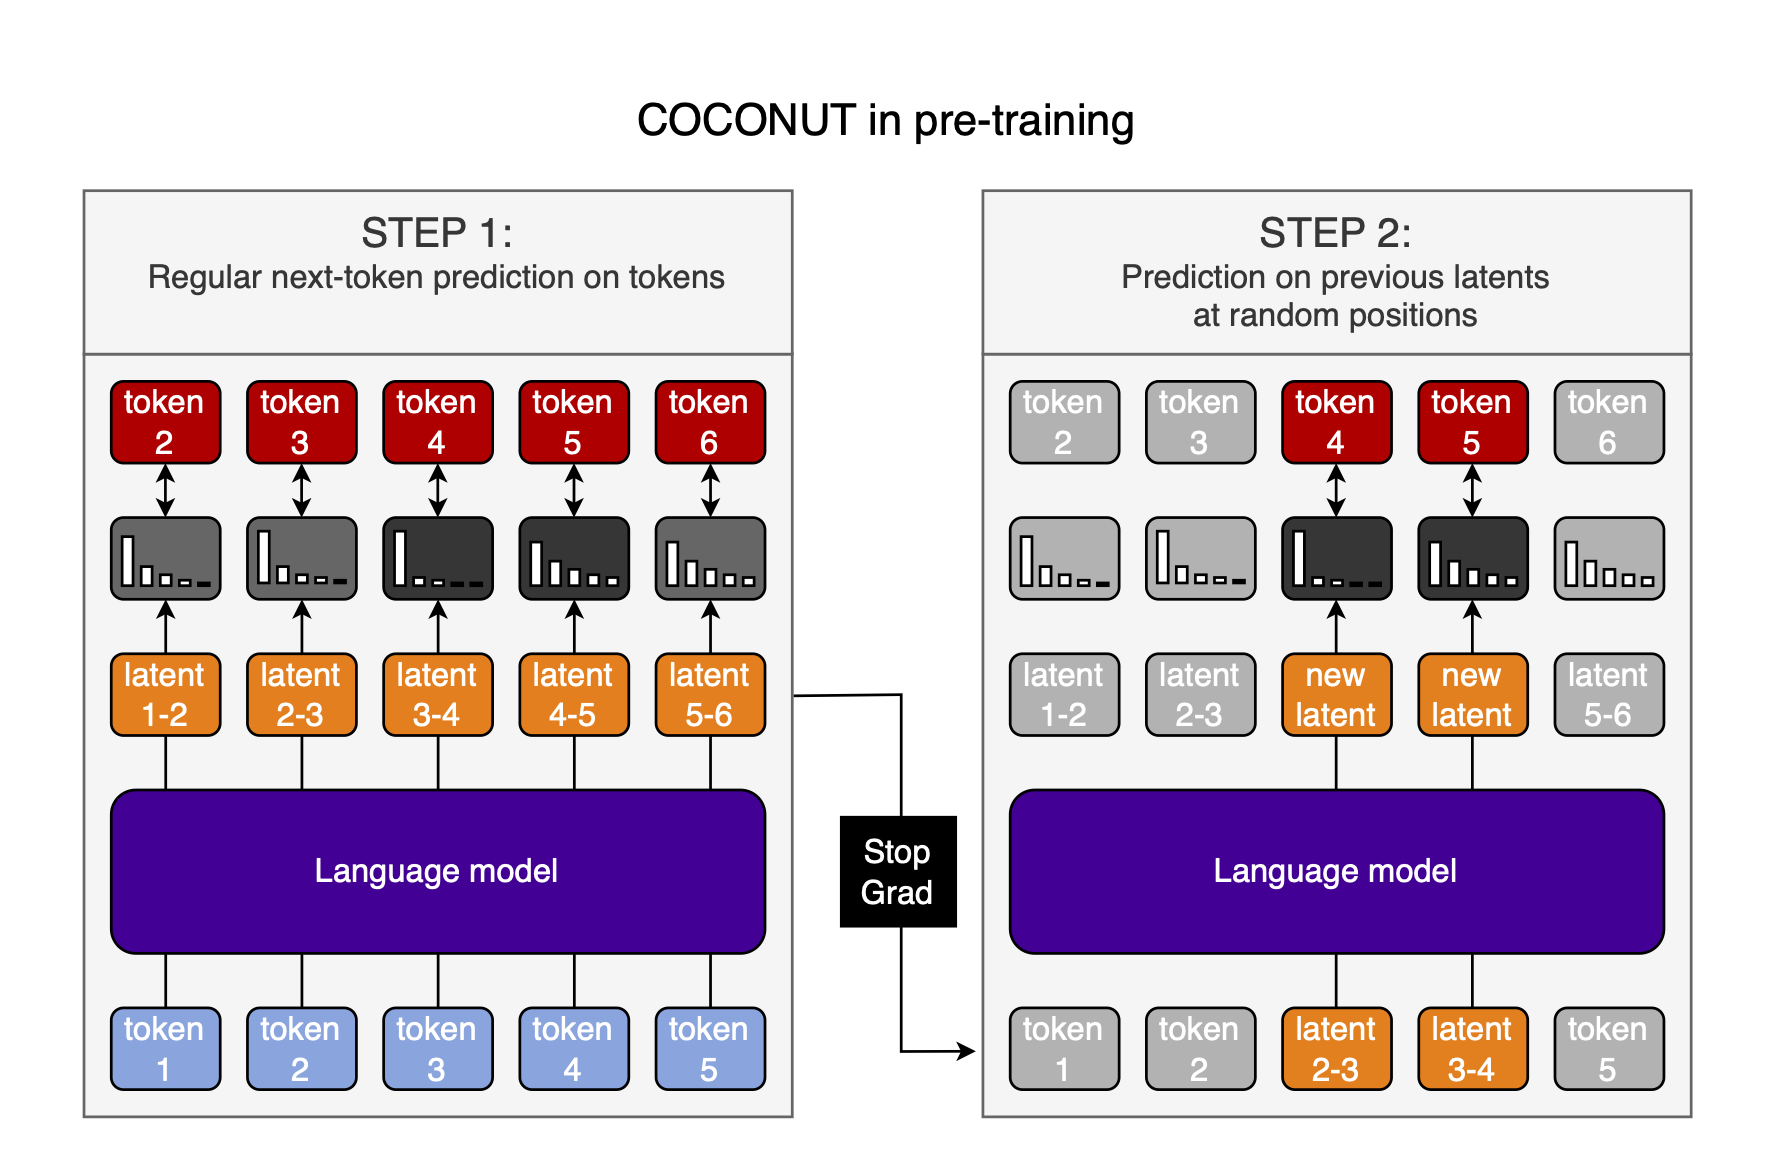 COCONUT in pre-training
STEP 1:
Regular next-token prediction on tokens
token
2
token
3
token
4
token
5
token
6
latent
1-2
latent
2-3
latent
3-4
latent
4-5
latent
5-6
Language model
token
1
token
2
token
3
token
4
token
5
Stop
Grad
STEP 2:
Prediction on previous latents
at random positions
token
2
token
3
token
4
token
5
token
6
latent
1-2
latent
2-3
new
latent
new
latent
latent
5-6
Language model
token
1
token
2
latent
2-3
latent
3-4
token
5